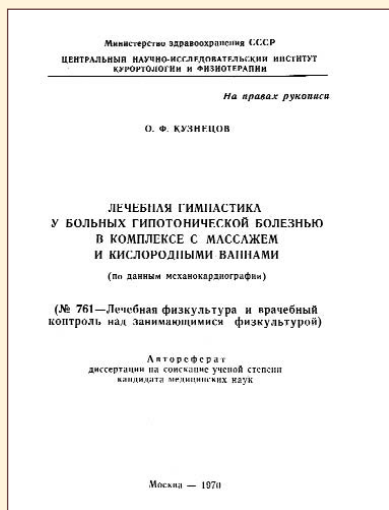 Министерство здравоохранения СССР
ЦЕНТРАЛЬНЫЙ НАУЧНО-ИССЛЕДОВАТЕЛЬСКИЙ ИНСТИТУТ
КУРОРТОЛОГИИ И ФИЗИОТЕРАПИИ
На правах рукописи
О. Ф. КУЗНЕЦОВ
ЛЕЧЕБНАЯ ГИМНАСТИКА
У БОЛЬНЫХ ГИПОТОНИЧЕСКОЙ БОЛЕЗНЬЮ
В КОМПЛЕКСЕ С МАССАЖЕМ
И КИСЛОРОДНЫМИ ВАННАМИ
(по данным механокардиографии)
(№ 761—Лечебная физкультура и врачебный
контроль над занимающимися физкультурой)
Автореферат
диссертации на соискание ученой степени
кандидата медицинских наук
Москва — 1970